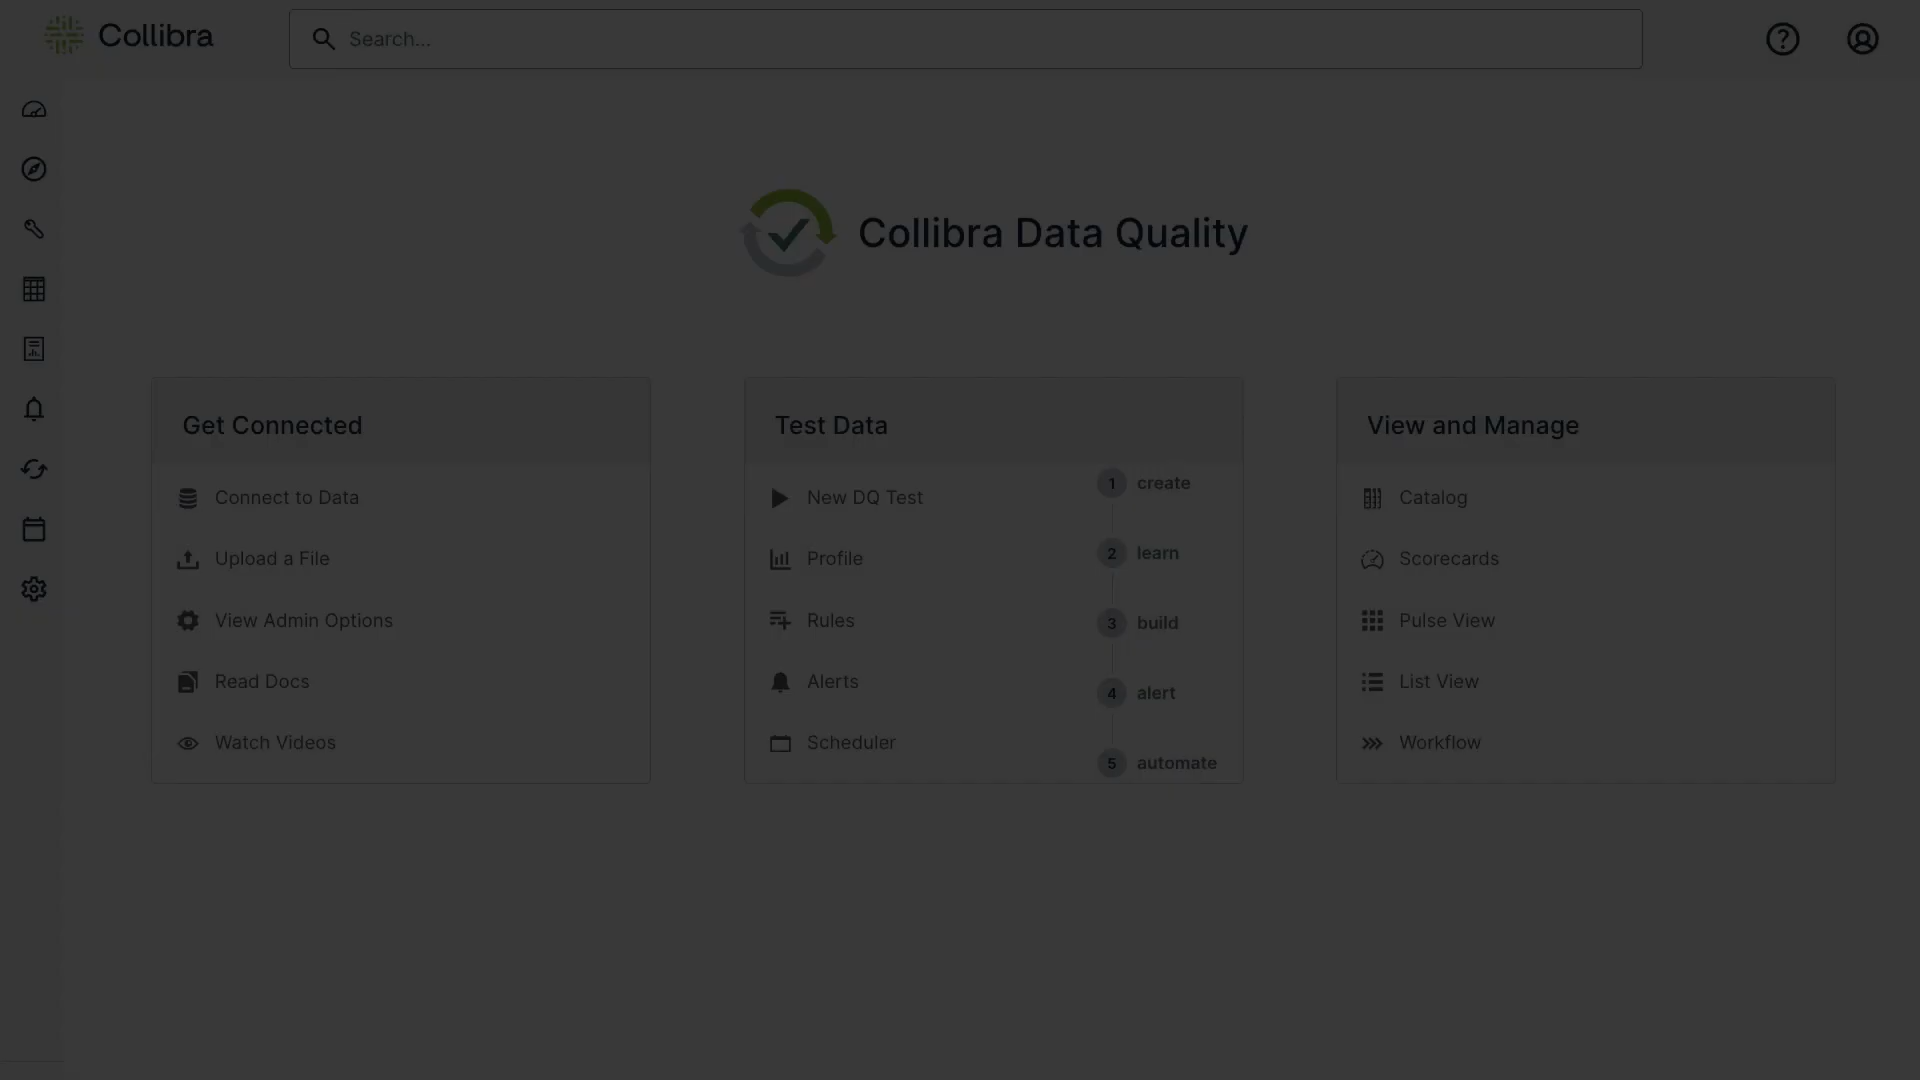 Collibra
Search...
Collibra Data Quality
Get Connected
Connect to Data
Upload a File
View Admin Options
Read Docs
Watch Videos
Test Data
New DQ Test
Profile
Rules
Alerts
Scheduler
1 create
2 learn
3 build
4 alert
5 automate
View and Manage
Catalog
Scorecards
Pulse View
List View
Workflow